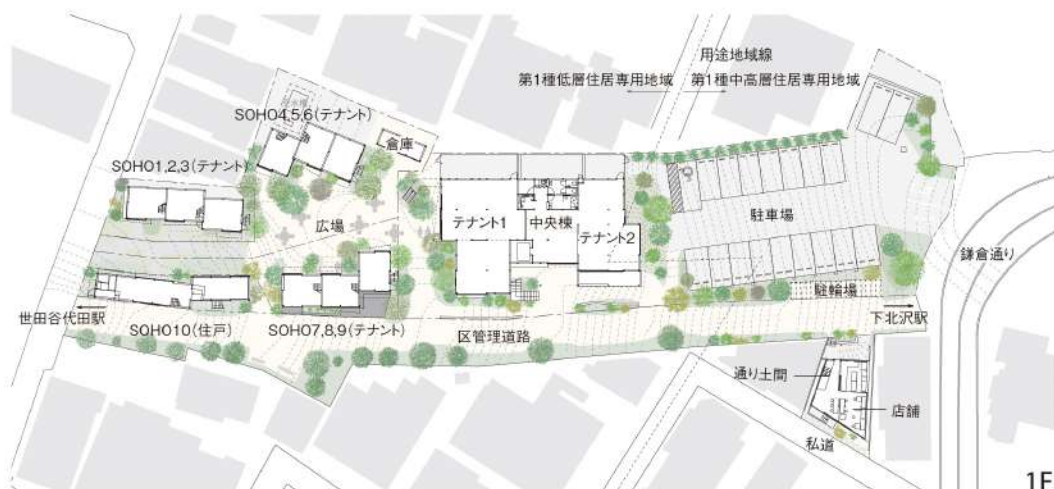 用途地域線
第1種低層住居専用地域
第1種中高層住居専用地域
SOHO4,5,6(テナント)
倉庫
SOHO1,2,3(テナント)
広場
テナント1
中央棟
テナント2
駐車場
鎌倉通り
駐輪場
世田谷代田駅
SOHO10(住戸)
SOHO7,8,9(テナント)
区管理道路
下北沢駅
通り土間
店舗
私道
1F